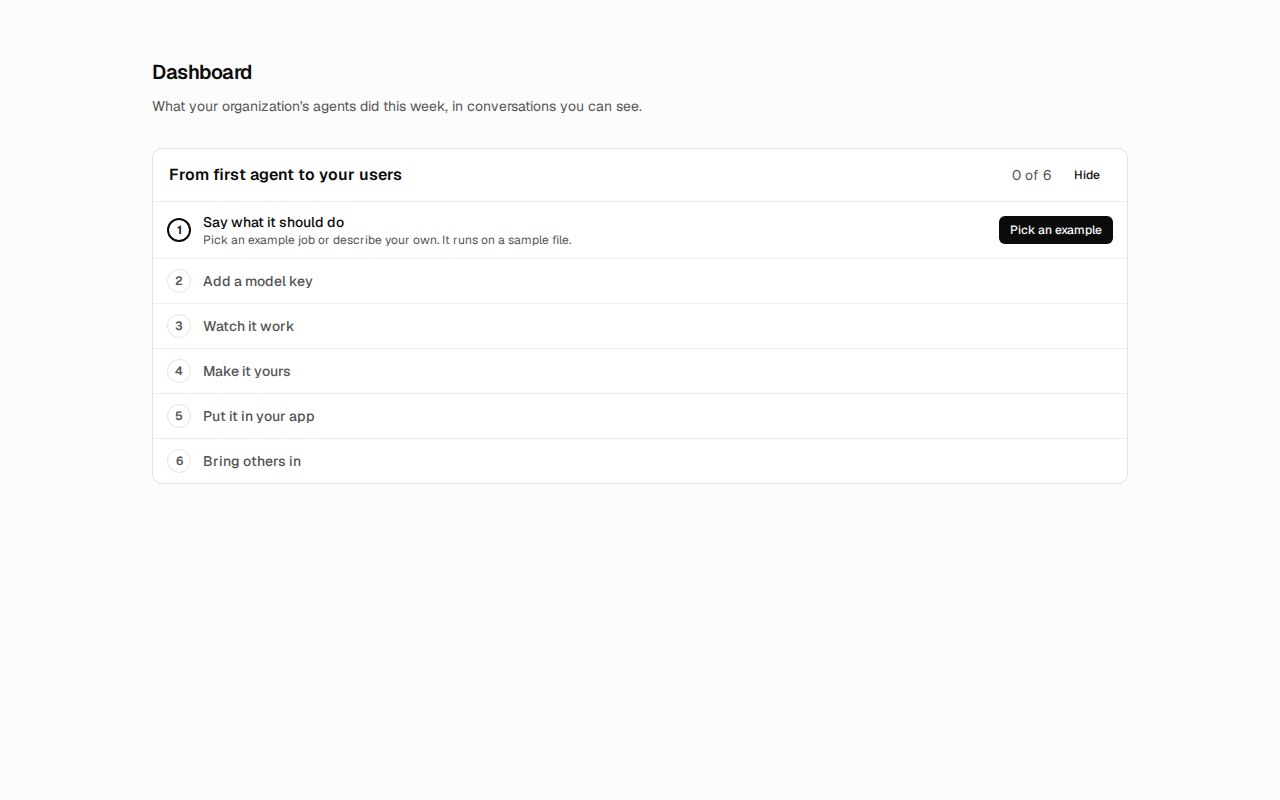 Dashboard
What your organization's agents did this week, in conversations you can see.
From first agent to your users
0 of 6
Hide
1
Say what it should do
Pick an example job or describe your own. It runs on a sample file.
Pick an example
2
Add a model key
3
Watch it work
4
Make it yours
5
Put it in your app
6
Bring others in